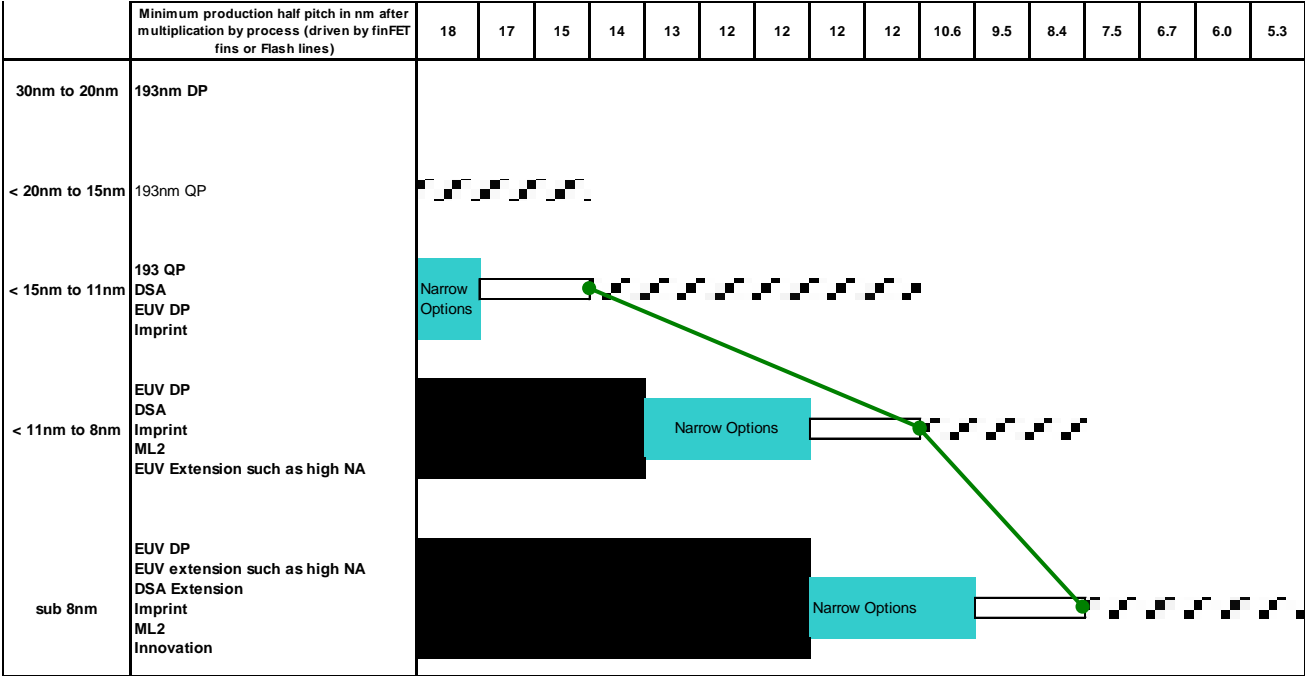 Minimum production half pitch in nm after
multiplication by process (driven by finFET
fins or Flash lines)
18 17 15 14 13 12 12 12 12 10.6 9.5 8.4 7.5 6.7 6.0 5.3
30nm to 20nm 193nm DP
< 20nm to 15nm 193nm QP
< 15nm to 11nm
193 QP
DSA
EUV DP
Imprint
Narrow
Options
< 11nm to 8nm
EUV DP
DSA
Imprint
ML2
EUV Extension such as high NA
Narrow Options
sub 8nm
EUV DP
EUV extension such as high NA
DSA Extension
Imprint
ML2
Innovation
Narrow Options